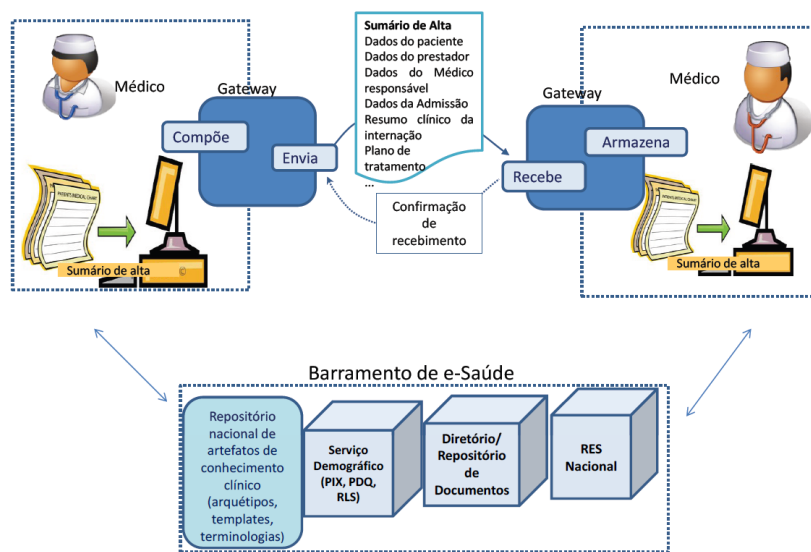 Médico
Gateway
Compõe
Envia
Sumário de alta
©
Sumário de Alta
Dados do paciente
Dados do prestador
Dados do Médico
responsável
Dados da Admissão
Resumo clínico da
internação
Plano de
tratamento
...
Confirmação
de
recebimento
Gateway
Médico
Armazena
Recebe
Sumário de alta
Barramento de e-Saúde
Repositório
nacional de
artefatos de
conhecimento
clínico
(arquétipos,
templates,
terminologias)
Serviço
Demográfico
(PIX, PDQ,
RLS)
Diretório/
Repositório
de
Documentos
RES
Nacional